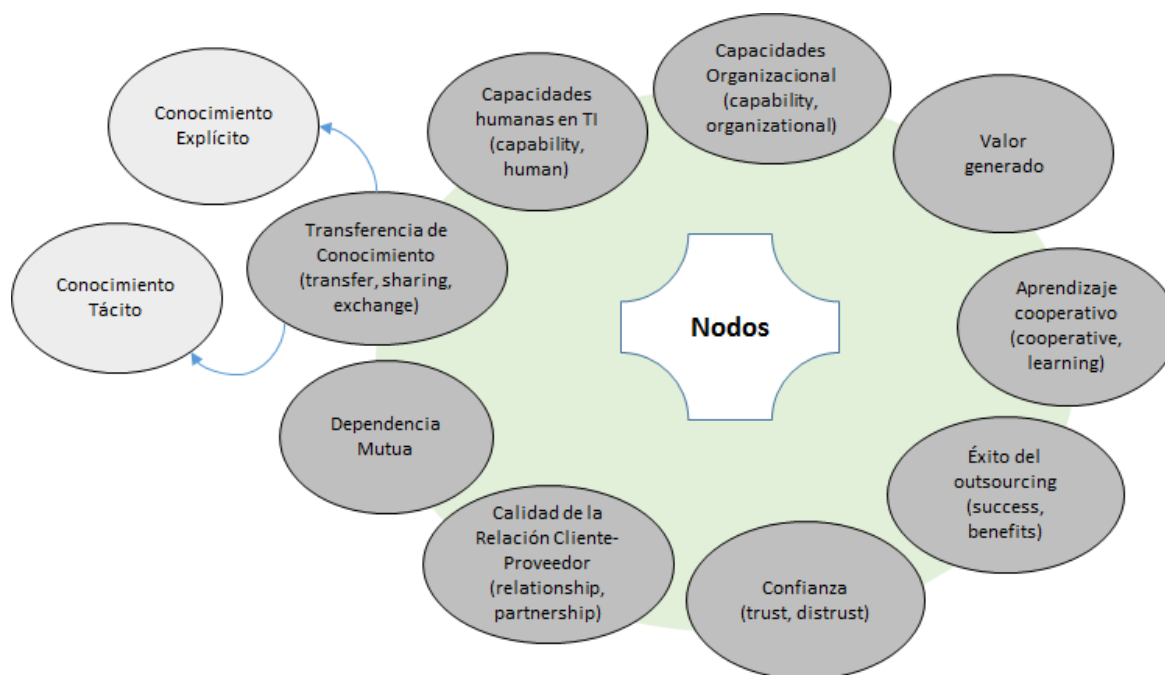 Conocimiento
Explícito
Conocimiento
Tácito
Transferencia de
Conocimiento
(transfer, sharing,
exchange)
Capacidades
humanas en TI
(capability,
human)
Capacidades
Organizacional
(capability,
organizational)
Valor
generado
Aprendizaje
cooperativo
(cooperative,
learning)
Éxito del
outsourcing
(success,
benefits)
Confianza
(trust, distrust)
Calidad de la
Relación Cliente-
Proveedor
(relationship,
partnership)
Dependencia
Mutua
Nodos